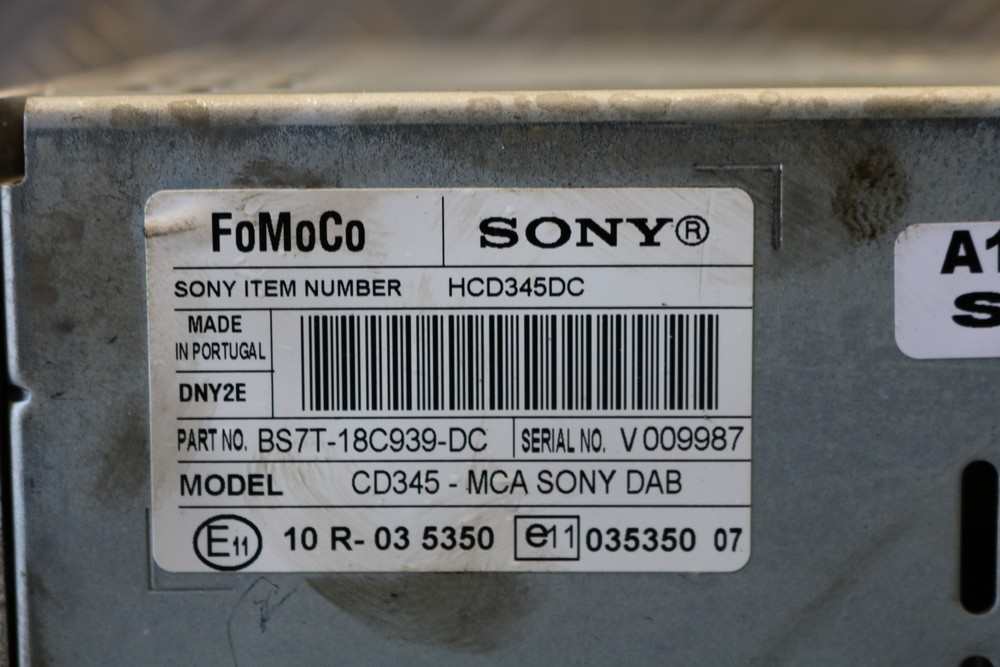 FoMoCo SONY®
SONY ITEM NUMBER HCD345DC
MADE
IN PORTUGAL
DNY2E
PART NO. BS7T-18C939-DC SERIAL NO. V 009987
MODEL CD345 - MCA SONY DAB
E11 10 R- 03 5350 e11 035350 07
A1
S